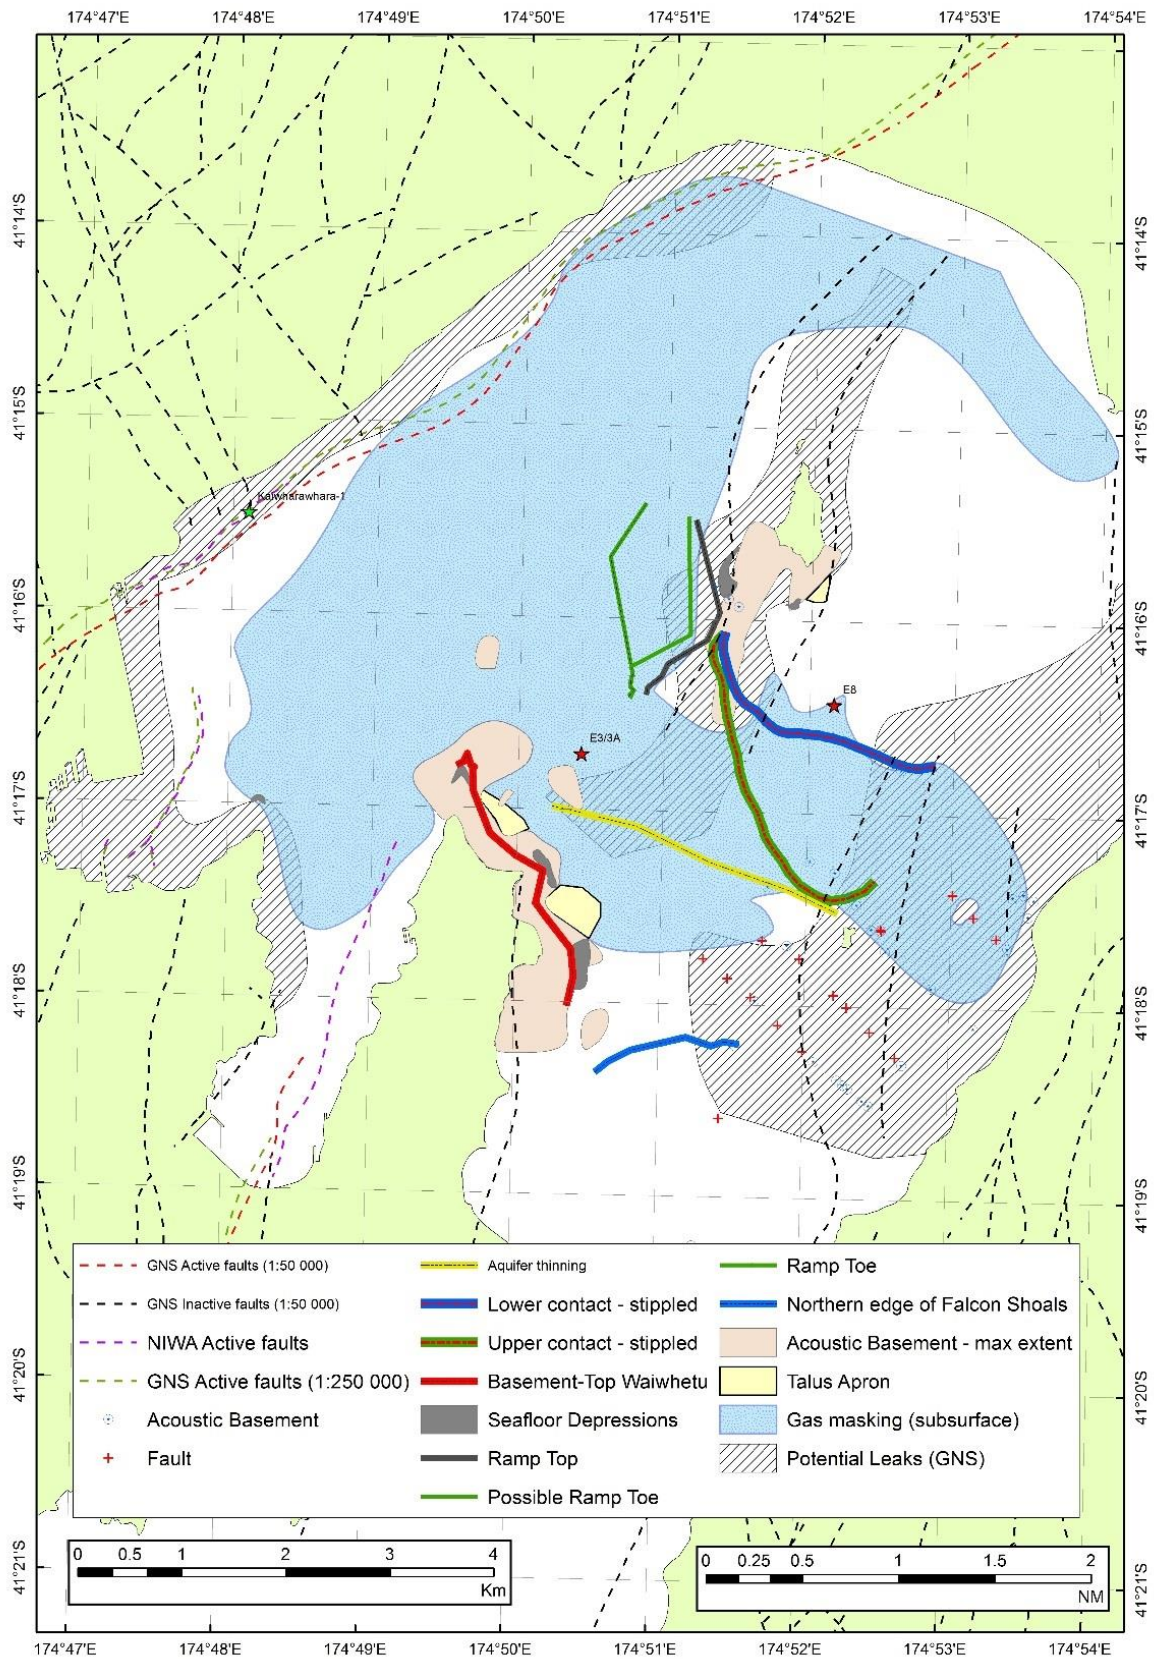 174°47'E 174°48'E 174°49'E 174°50'E 174°51'E 174°52'E 174°53'E 174°54'E
41°14'S
41°14'S
41°15'S
41°15'S
Kaiwharawhara-1
41°16'S
41°16'S
E8
E3/3A
41°17'S
41°17'S
41°18'S
41°18'S
41°19'S
41°19'S
GNS Active faults (1:50 000)
GNS Inactive faults (1:50 000)
NIWA Active faults
GNS Active faults (1:250 000)
Acoustic Basement
Fault
Aquifer thinning
Lower contact - stippled
Upper contact - stippled
Basement-Top Waiwhetu
Seafloor Depressions
Ramp Top
Possible Ramp Toe
Ramp Toe
Northern edge of Falcon Shoals
Acoustic Basement - max extent
Talus Apron
Gas masking (subsurface)
Potential Leaks (GNS)
41°20'S
41°20'S
41°21'S
41°21'S
0 0.5 1 2 3 4
Km
0 0.25 0.5 1 1.5 2
NM
174°47'E 174°48'E 174°49'E 174°50'E 174°51'E 174°52'E 174°53'E 174°54'E